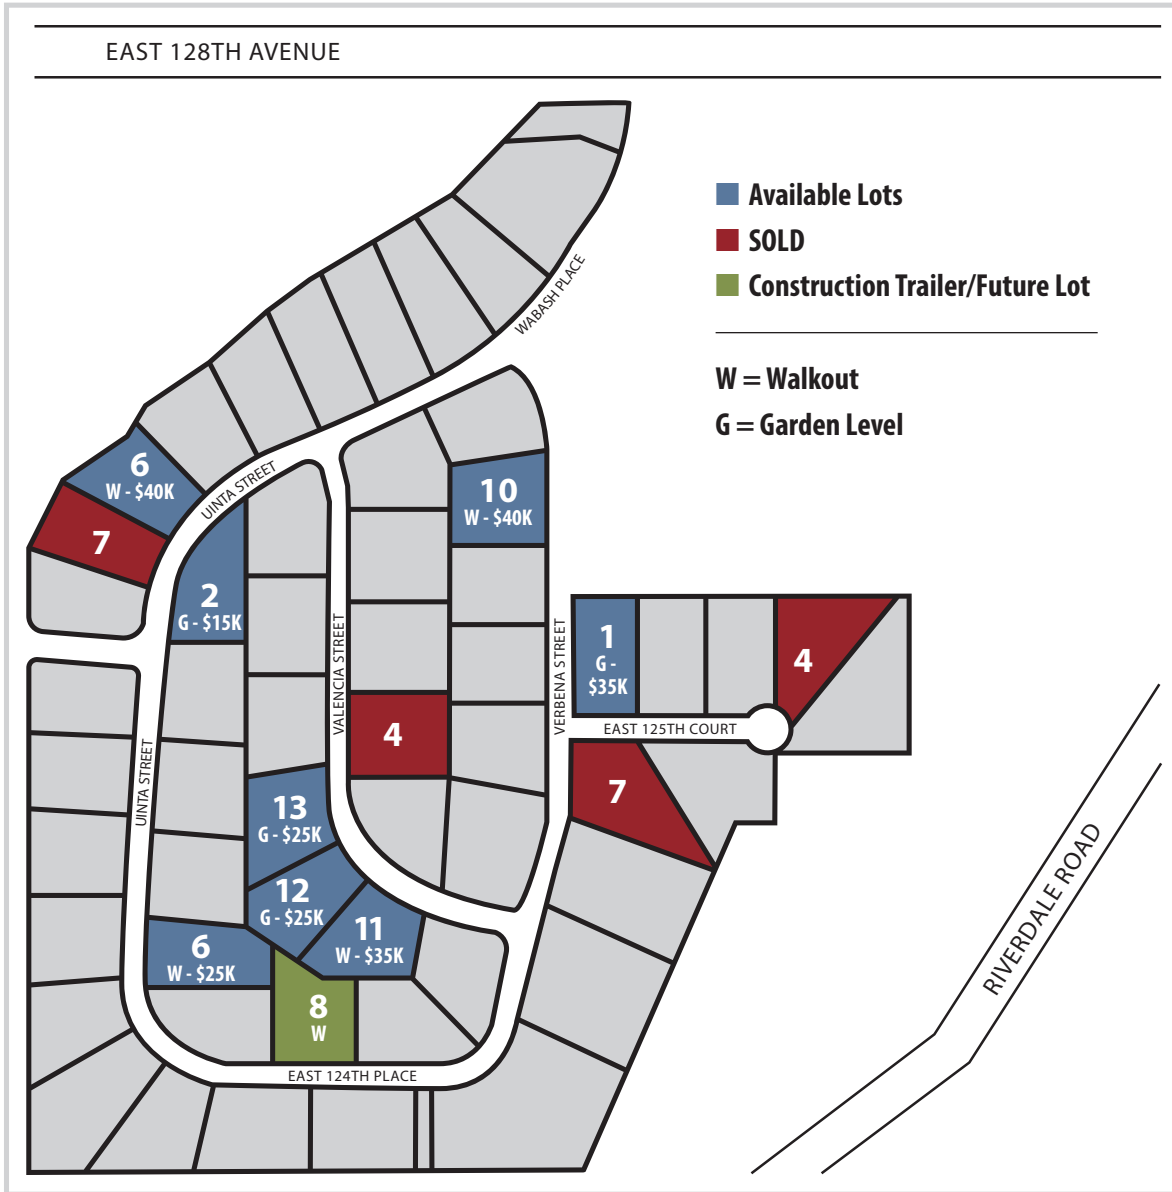 EAST 128TH AVENUE
Available Lots
SOLD
Construction Trailer/Future Lot
W = Walkout
G = Garden Level
WABASH PLACE
6
W - $40K
7
UINTA STREET
10
W - $40K
2
G - $15K
VALENCIA STREET
VERBENA STREET
1
G -
$35K
4
EAST 125TH COURT
4
7
UINTA STREET
13
G - $25K
12
G - $25K
11
W - $35K
6
W - $25K
8
W
EAST 124TH PLACE
RIVERDALE ROAD